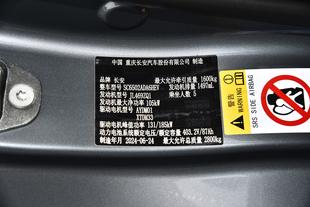 中国 重庆长安汽车股份有限公司 制造
品牌 长安 最大允许牵引质量 1600kg
整车型号 SC6502ADA6HEV 发动机排量 1497mL
发动机型号 JL469ZQ1 乘坐人数 5
发动机最大净功率 105kW
驱动电机型号 AYDM01
XTDM33
驱动电机峰值功率 131/185kW
动力电池系统额定电压/额定容量 403.2V/87Ah
制造年月 2024-06-24 最大允许总质量 2800kg
警告
SRS SIDE AIRBAG